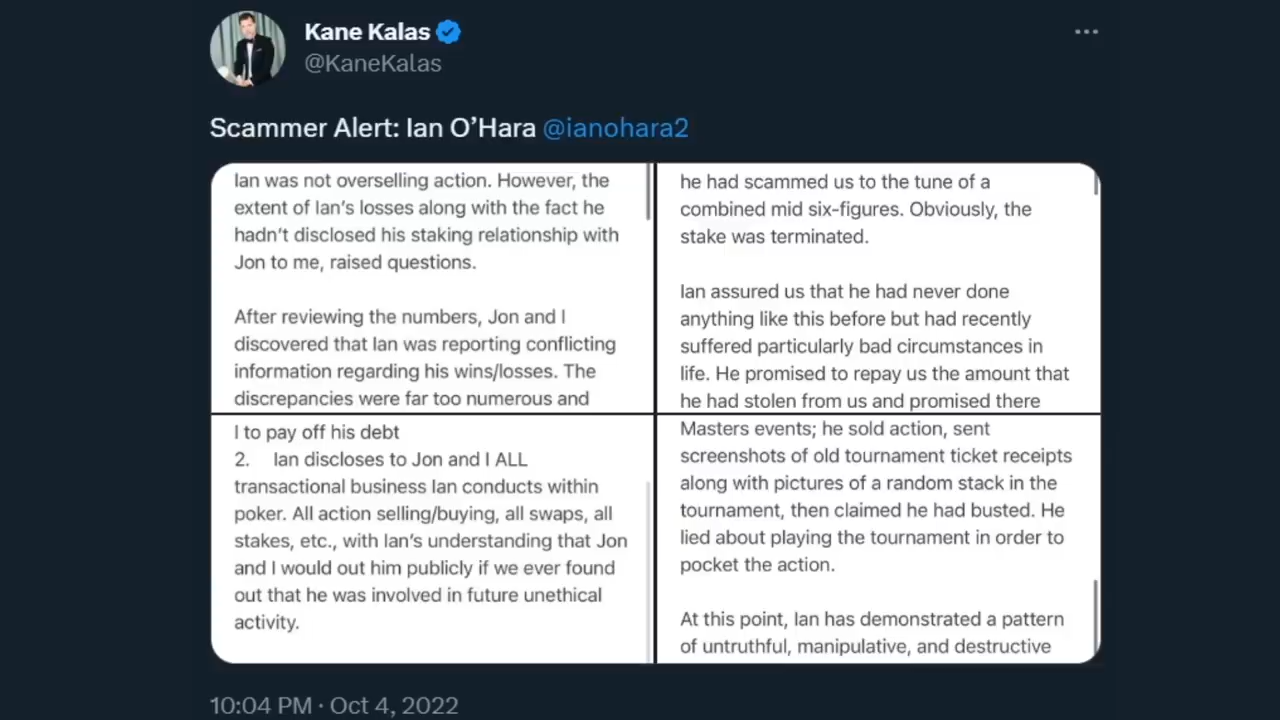 Kane Kalas
@KaneKalas
Scammer Alert: Ian O’Hara @ianohara2
Ian was not overselling action. However, the
extent of Ian’s losses along with the fact he
hadn’t disclosed his staking relationship with
Jon to me, raised questions.
After reviewing the numbers, Jon and I
discovered that Ian was reporting conflicting
information regarding his wins/losses. The
discrepancies were far too numerous and
he had scammed us to the tune of a
combined mid six-figures. Obviously, the
stake was terminated.
Ian assured us that he had never done
anything like this before but had recently
suffered particularly bad circumstances in
life. He promised to repay us the amount that
he had stolen from us and promised there
I to pay off his debt
2. Ian discloses to Jon and I ALL
transactional business Ian conducts within
poker. All action selling/buying, all swaps, all
stakes, etc., with Ian’s understanding that Jon
and I would out him publicly if we ever found
out that he was involved in future unethical
activity.
Masters events; he sold action, sent
screenshots of old tournament ticket receipts
along with pictures of a random stack in the
tournament, then claimed he had busted. He
lied about playing the tournament in order to
pocket the action.
At this point, Ian has demonstrated a pattern
of untruthful, manipulative, and destructive
10:04 PM · Oct 4, 2022